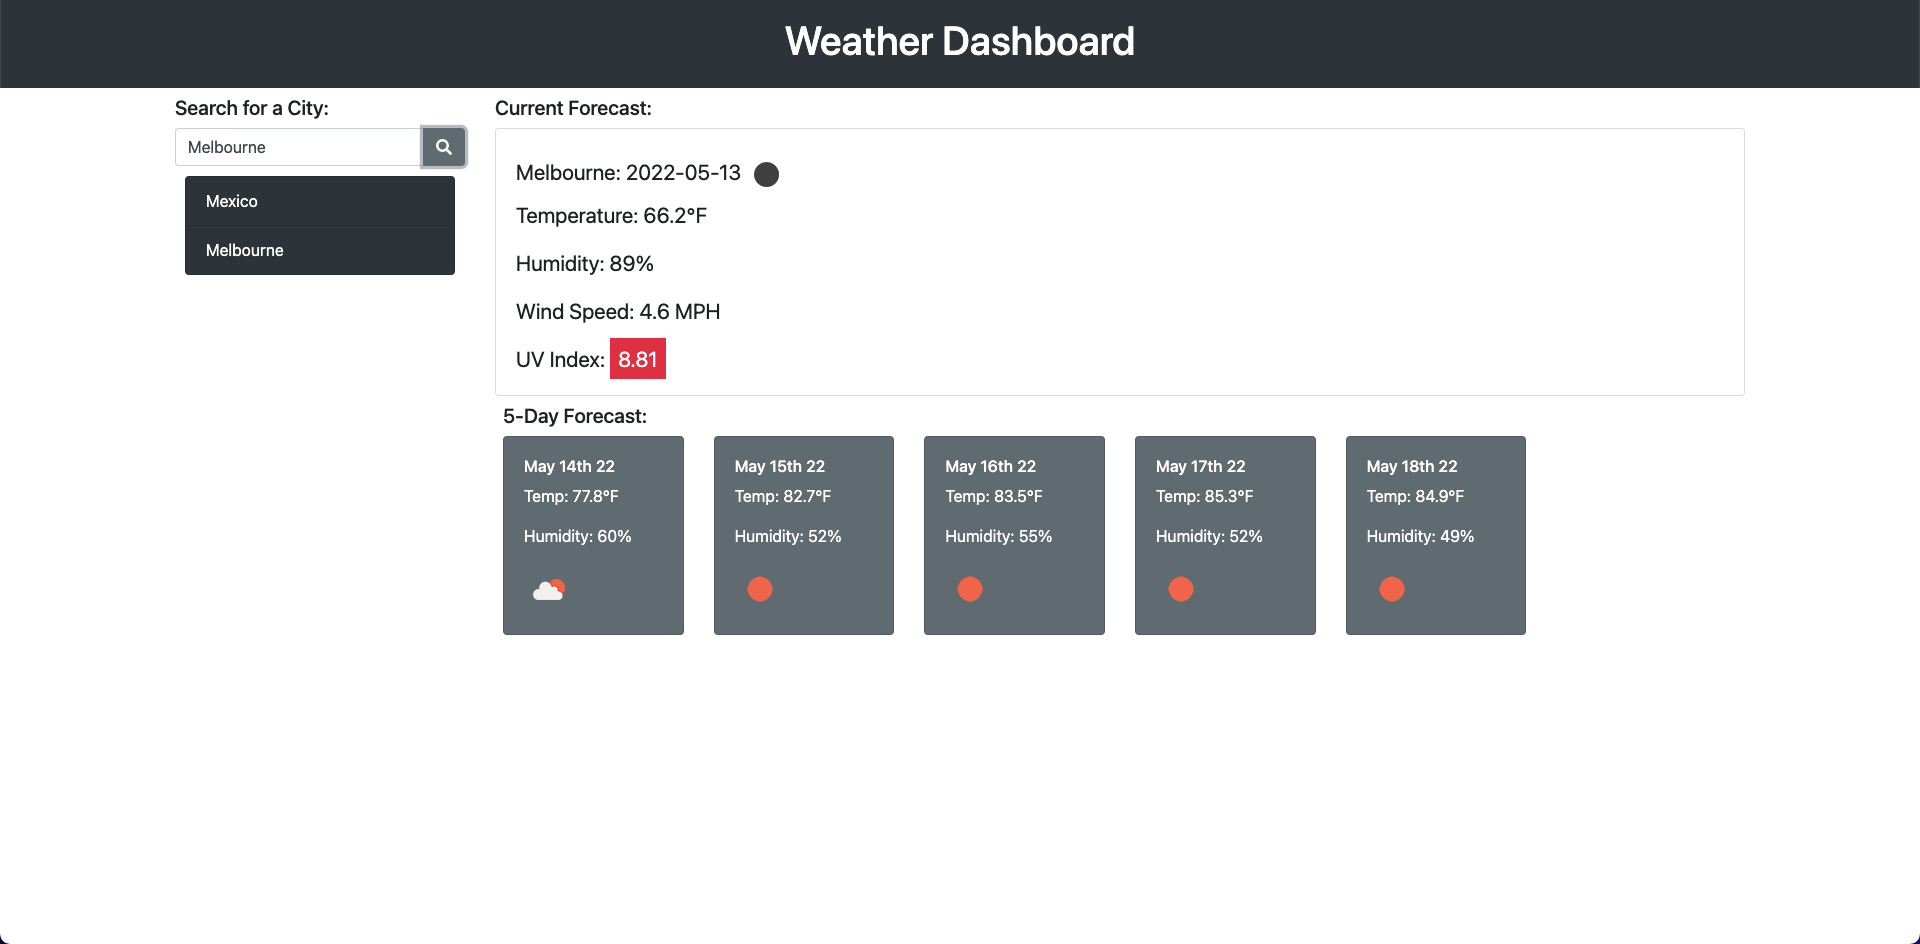 Weather Dashboard
Search for a City:
Melbourne
Mexico
Melbourne
Current Forecast:
Melbourne: 2022-05-13
Temperature: 66.2°F
Humidity: 89%
Wind Speed: 4.6 MPH
UV Index: 8.81
5-Day Forecast:
May 14th 22
Temp: 77.8°F
Humidity: 60%
May 15th 22
Temp: 82.7°F
Humidity: 52%
May 16th 22
Temp: 83.5°F
Humidity: 55%
May 17th 22
Temp: 85.3°F
Humidity: 52%
May 18th 22
Temp: 84.9°F
Humidity: 49%